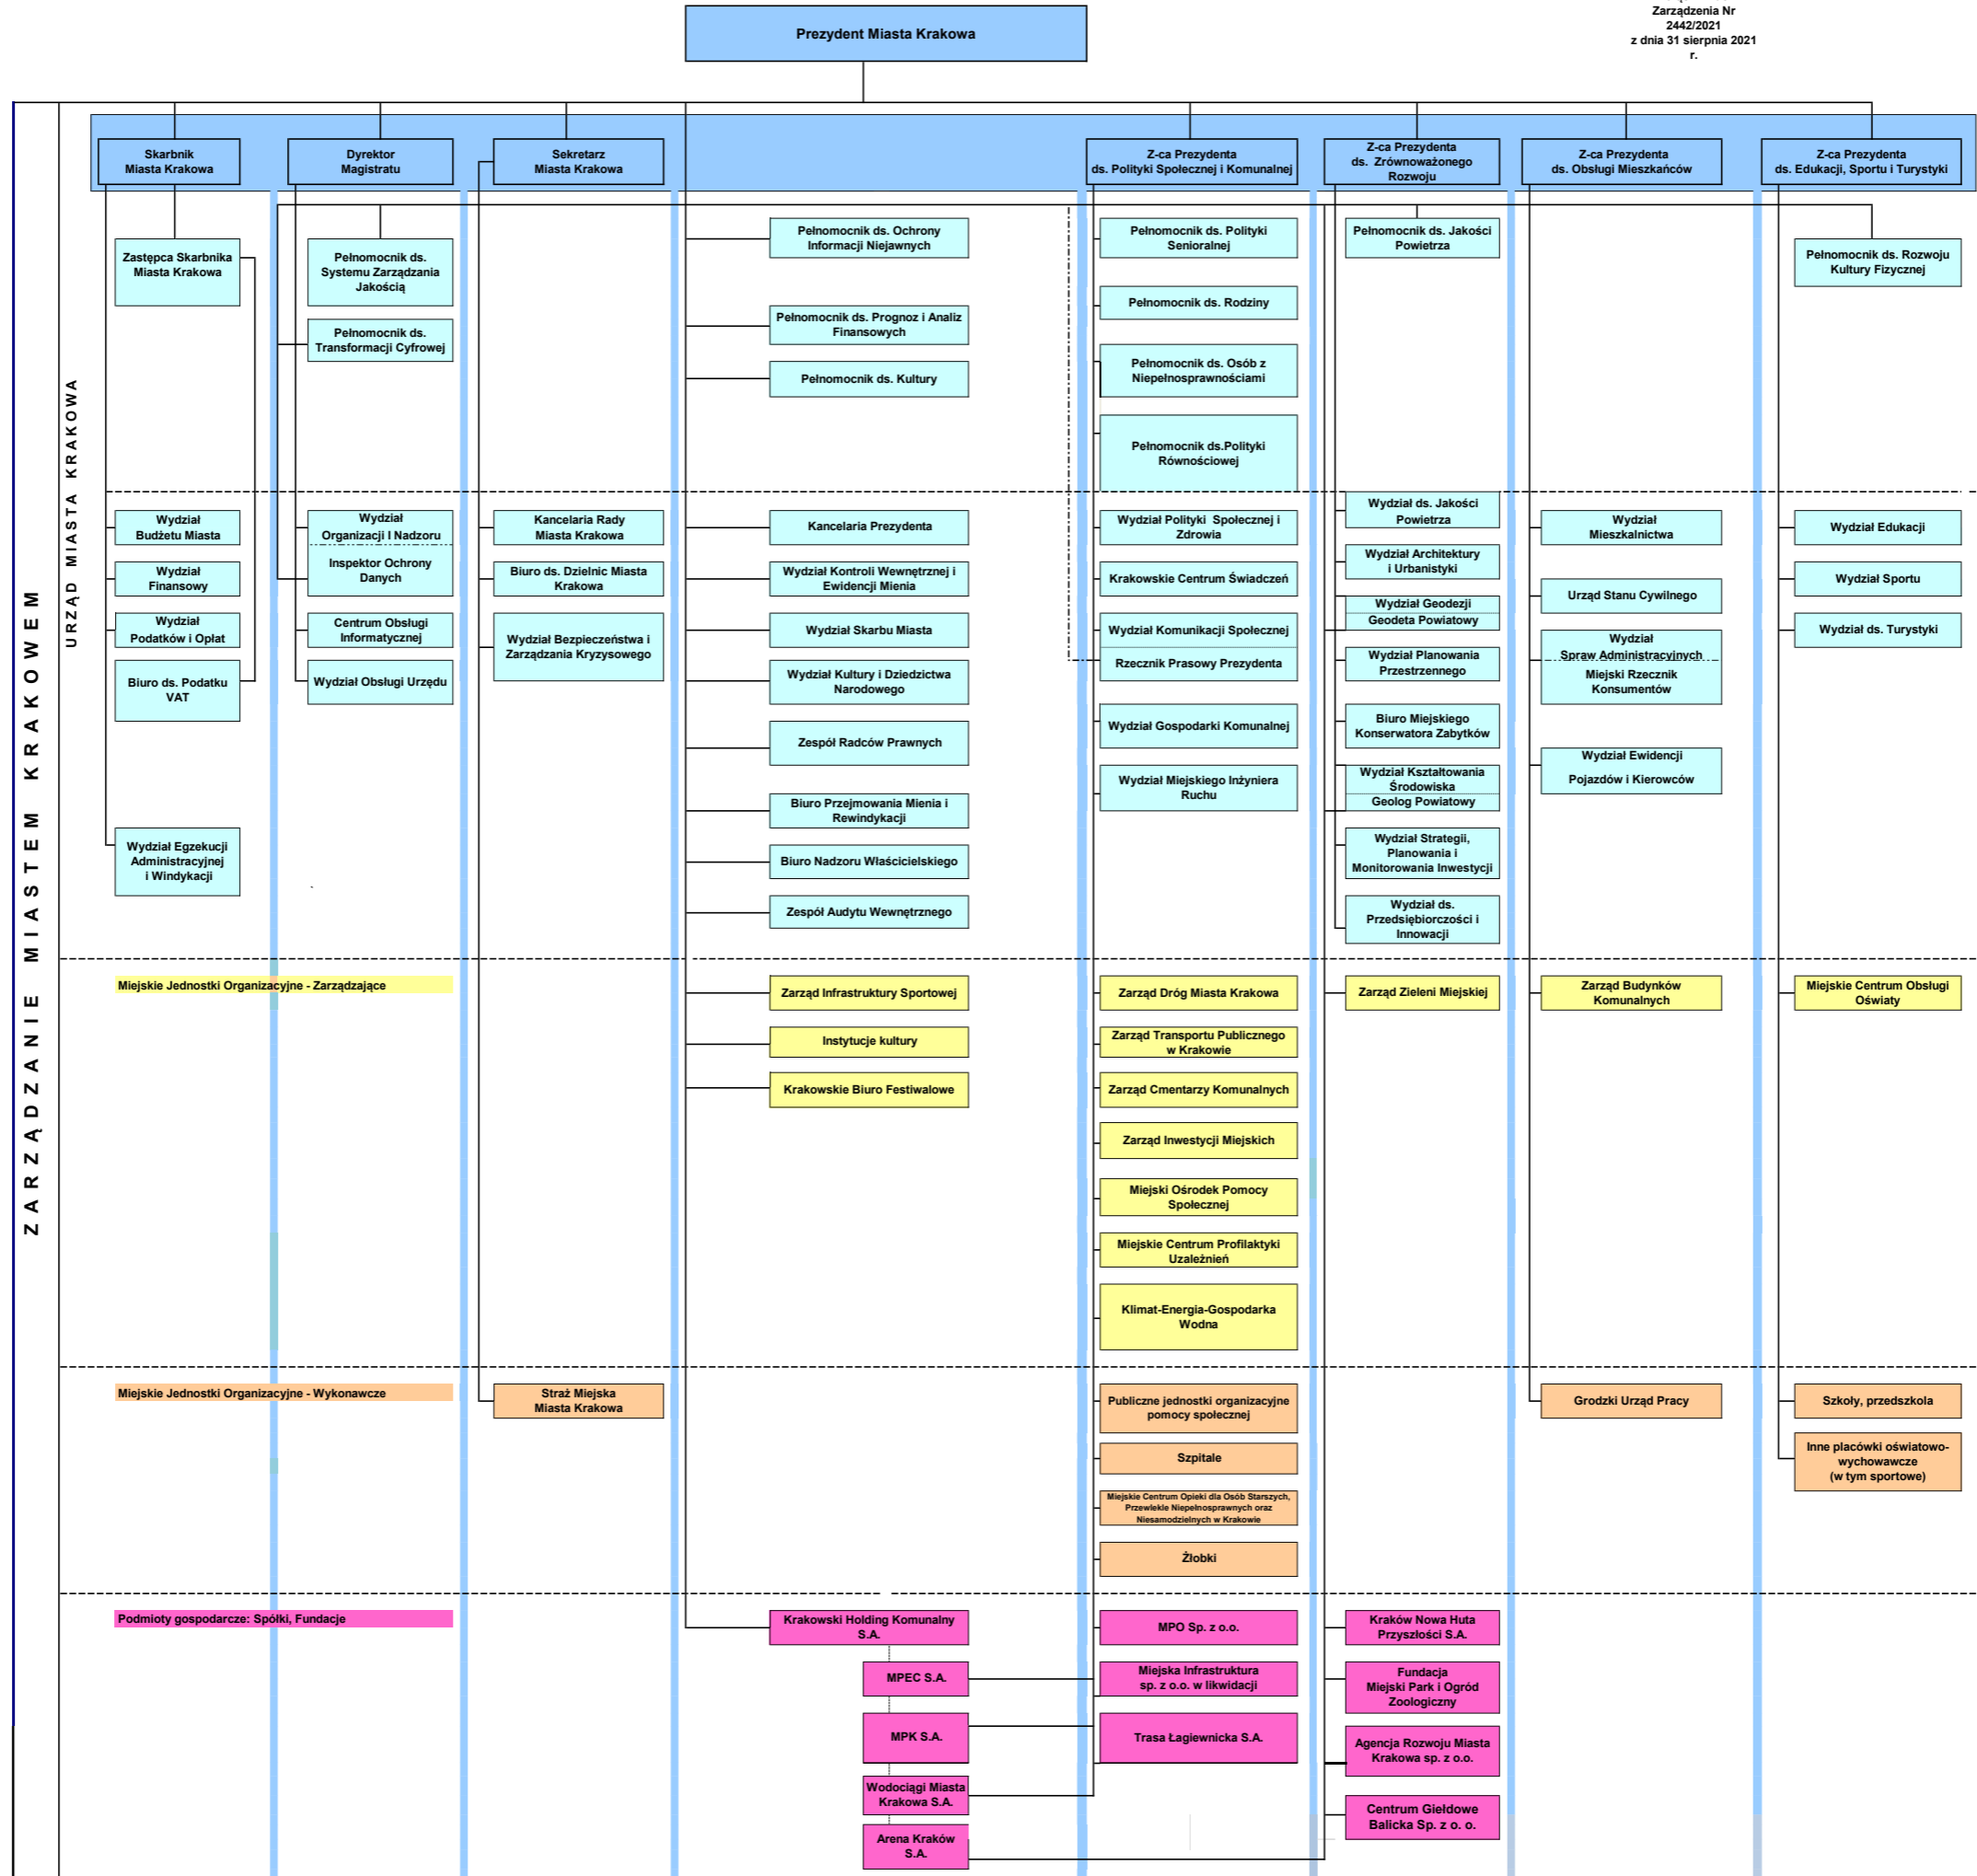 Zarządzenia Nr
2442/2021
z dnia 31 sierpnia 2021
r.
Prezydent Miasta Krakowa
ZARZĄDZANIE MIASTEM KRAKOWEM
URZĄD MIASTA KRAKOWA
Skarbnik
Miasta Krakowa
Dyrektor
Magistratu
Sekretarz
Miasta Krakowa
Z-ca Prezydenta
ds. Polityki Społecznej i Komunalnej
Z-ca Prezydenta
ds. Zrównoważonego
Rozwoju
Z-ca Prezydenta
ds. Obsługi Mieszkańców
Z-ca Prezydenta
ds. Edukacji, Sportu i Turystyki
Zastępca Skarbnika
Miasta Krakowa
Pełnomocnik ds.
Systemu Zarządzania
Jakością
Pełnomocnik ds.
Transformacji Cyfrowej
Pełnomocnik ds. Ochrony
Informacji Niejawnych
Pełnomocnik ds. Prognoz i Analiz
Finansowych
Pełnomocnik ds. Kultury
Pełnomocnik ds. Polityki
Senioralnej
Pełnomocnik ds. Rodziny
Pełnomocnik ds. Osób z
Niepełnosprawnościami
Pełnomocnik ds.Polityki
Równościowej
Pełnomocnik ds. Jakości
Powietrza
Pełnomocnik ds. Rozwoju
Kultury Fizycznej
Wydział
Budżetu Miasta
Wydział
Finansowy
Wydział
Podatków i Opłat
Biuro ds. Podatku
VAT
Wydział Egzekucji
Administracyjnej
i Windykacji
Wydział
Organizacji I Nadzoru
Inspektor Ochrony
Danych
Centrum Obsługi
Informatycznej
Wydział Obsługi Urzędu
Kancelaria Rady
Miasta Krakowa
Biuro ds. Dzielnic Miasta
Krakowa
Wydział Bezpieczeństwa i
Zarządzania Kryzysowego
Kancelaria Prezydenta
Wydział Kontroli Wewnętrznej i
Ewidencji Mienia
Wydział Skarbu Miasta
Wydział Kultury i Dziedzictwa
Narodowego
Zespół Radców Prawnych
Biuro Przejmowania Mienia i
Rewindykacji
Biuro Nadzoru Właścicielskiego
Zespół Audytu Wewnętrznego
Wydział Polityki Społecznej i
Zdrowia
Krakowskie Centrum Świadczeń
Wydział Komunikacji Społecznej
Rzecznik Prasowy Prezydenta
Wydział Gospodarki Komunalnej
Wydział Miejskiego Inżyniera
Ruchu
Wydział ds. Jakości
Powietrza
Wydział Architektury
i Urbanistyki
Wydział Geodezji
Geodeta Powiatowy
Wydział Planowania
Przestrzennego
Biuro Miejskiego
Konserwatora Zabytków
Wydział Kształtowania
Środowiska
Geolog Powiatowy
Wydział Strategii,
Planowania i
Monitorowania Inwestycji
Wydział ds.
Przedsiębiorczości i
Innowacji
Wydział
Mieszkalnictwa
Urząd Stanu Cywilnego
Wydział
Spraw Administracyjnych
Miejski Rzecznik
Konsumentów
Wydział Ewidencji
Pojazdów i Kierowców
Wydział Edukacji
Wydział Sportu
Wydział ds. Turystyki
Miejskie Jednostki Organizacyjne - Zarządzające
Zarząd Infrastruktury Sportowej
Instytucje kultury
Krakowskie Biuro Festiwalowe
Zarząd Dróg Miasta Krakowa
Zarząd Transportu Publicznego
w Krakowie
Zarząd Cmentarzy Komunalnych
Zarząd Inwestycji Miejskich
Miejski Ośrodek Pomocy
Społecznej
Miejskie Centrum Profilaktyki
Uzależnień
Klimat-Energia-Gospodarka
Wodna
Zarząd Zieleni Miejskiej
Zarząd Budynków
Komunalnych
Miejskie Centrum Obsługi
Oświaty
Miejskie Jednostki Organizacyjne - Wykonawcze
Straż Miejska
Miasta Krakowa
Publiczne jednostki organizacyjne
pomocy społecznej
Szpitale
Miejskie Centrum Opieki dla Osób Starszych,
Przewlekle Niepełnosprawnych oraz
Niesamodzielnych w Krakowie
Żłobki
Grodzki Urząd Pracy
Szkoły, przedszkola
Inne placówki oświatowo-
wychowawcze
(w tym sportowe)
Podmioty gospodarcze: Spółki, Fundacje
Krakowski Holding Komunalny
S.A.
MPEC S.A.
MPK S.A.
Wodociągi Miasta
Krakowa S.A.
Arena Kraków
S.A.
MPO Sp. z o.o.
Miejska Infrastruktura
sp. z o.o. w likwidacji
Trasa Łagiewnicka S.A.
Kraków Nowa Huta
Przyszłości S.A.
Fundacja
Miejski Park i Ogród
Zoologiczny
Agencja Rozwoju Miasta
Krakowa sp. z o.o.
Centrum Giełdowe
Balicka Sp. z o. o.